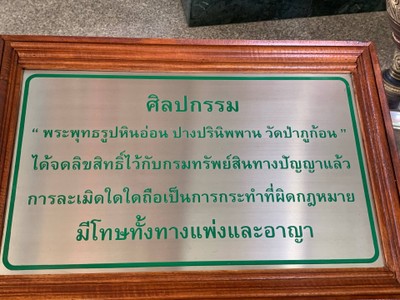 ศิลปกรรม
“ พระพุทธรูปหินอ่อน ปางปรินิพพาน วัดป่าภูก้อน ”
ได้จดลิขสิทธิ์ไว้กับกรมทรัพย์สินทางปัญญาแล้ว
การละเมิดใดใดถือเป็นการกระทำที่ผิดกฎหมาย
มีโทษทั้งทางแพ่งและอาญา